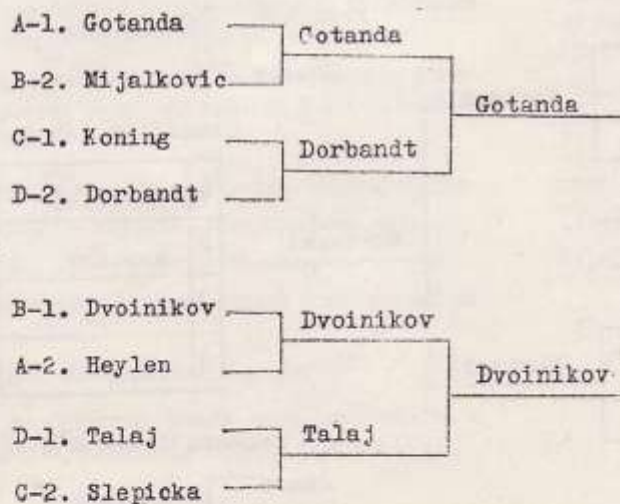 A-1. Gotanda
Gotanda
B-2. Mijalkovic
Gotanda
C-1. Koning
Dorbandt
D-2. Dorbandt
B-1. Dvoinikov
Dvoinikov
A-2. Heylen
Dvoinikov
D-1. Talaj
Talaj
C-2. Slepicka